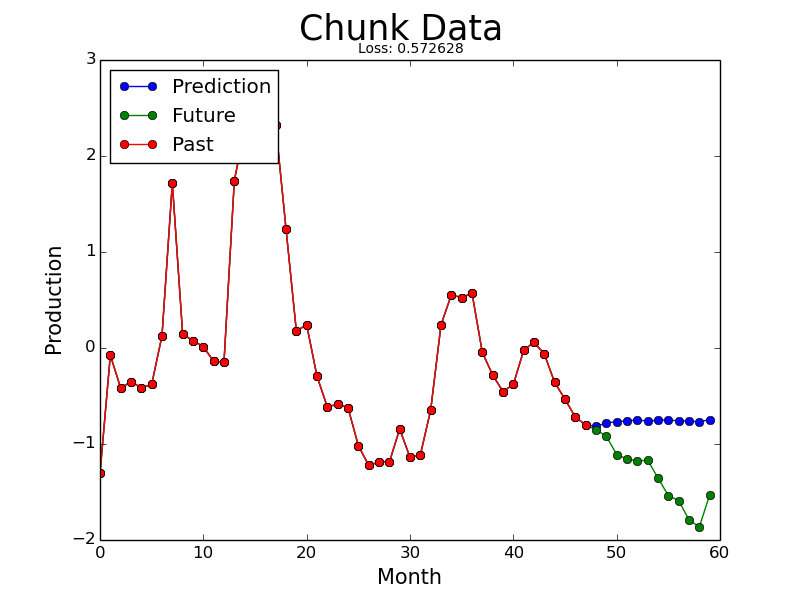 Chunk Data
Loss: 0.572628
3
2
1
0
−1
−2
Production
Prediction
Future
Past
0 10 20 30 40 50 60
Month